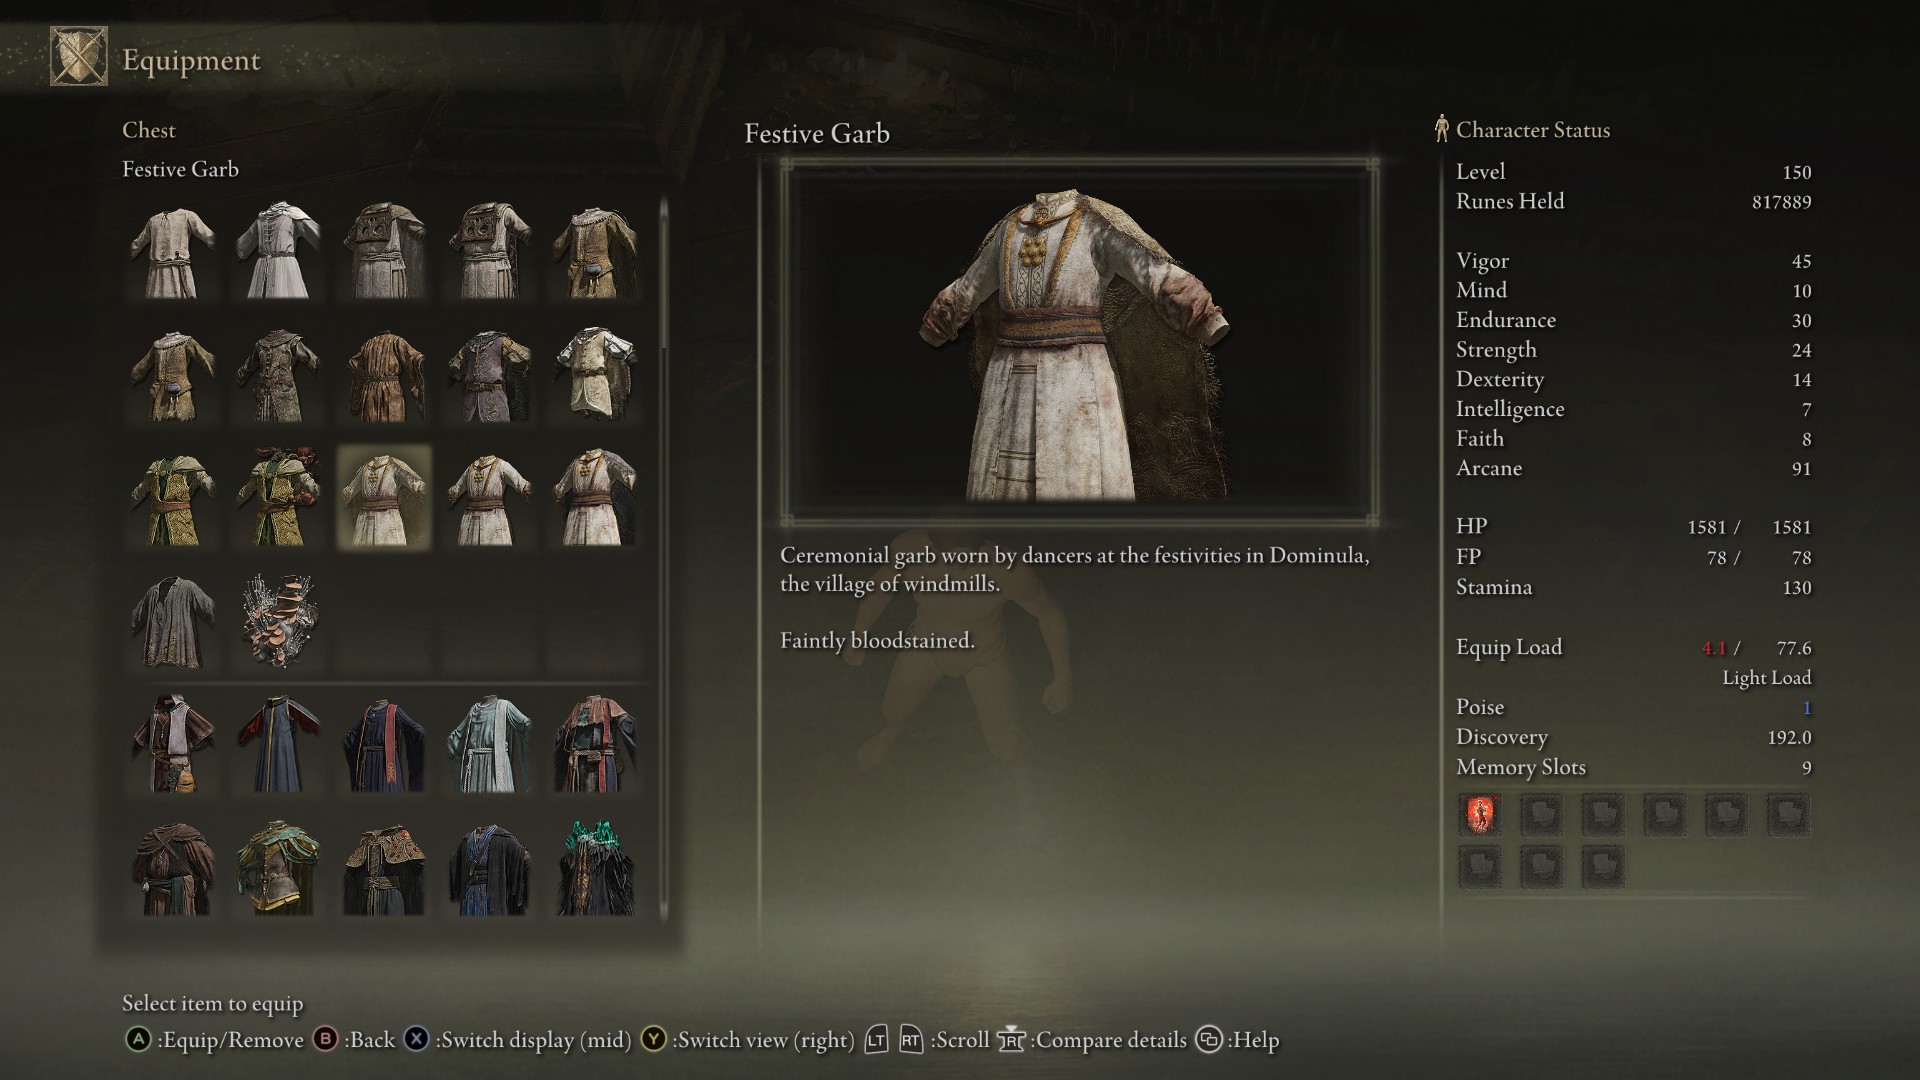 Equipment
Chest
Festive Garb
Festive Garb
Ceremonial garb worn by dancers at the festivities in Dominula,
the village of windmills.
Faintly bloodstained.
Character Status
Level 150
Runes Held 817889
Vigor 45
Mind 10
Endurance 30
Strength 24
Dexterity 14
Intelligence 7
Faith 8
Arcane 91
HP 1581 / 1581
FP 78 / 78
Stamina 130
Equip Load 4.1 / 77.6
Light Load
Poise 1
Discovery 192.0
Memory Slots 9
Select item to equip
A :Equip/Remove B :Back X :Switch display (mid) Y :Switch view (right) LT RT :Scroll R :Compare details :Help